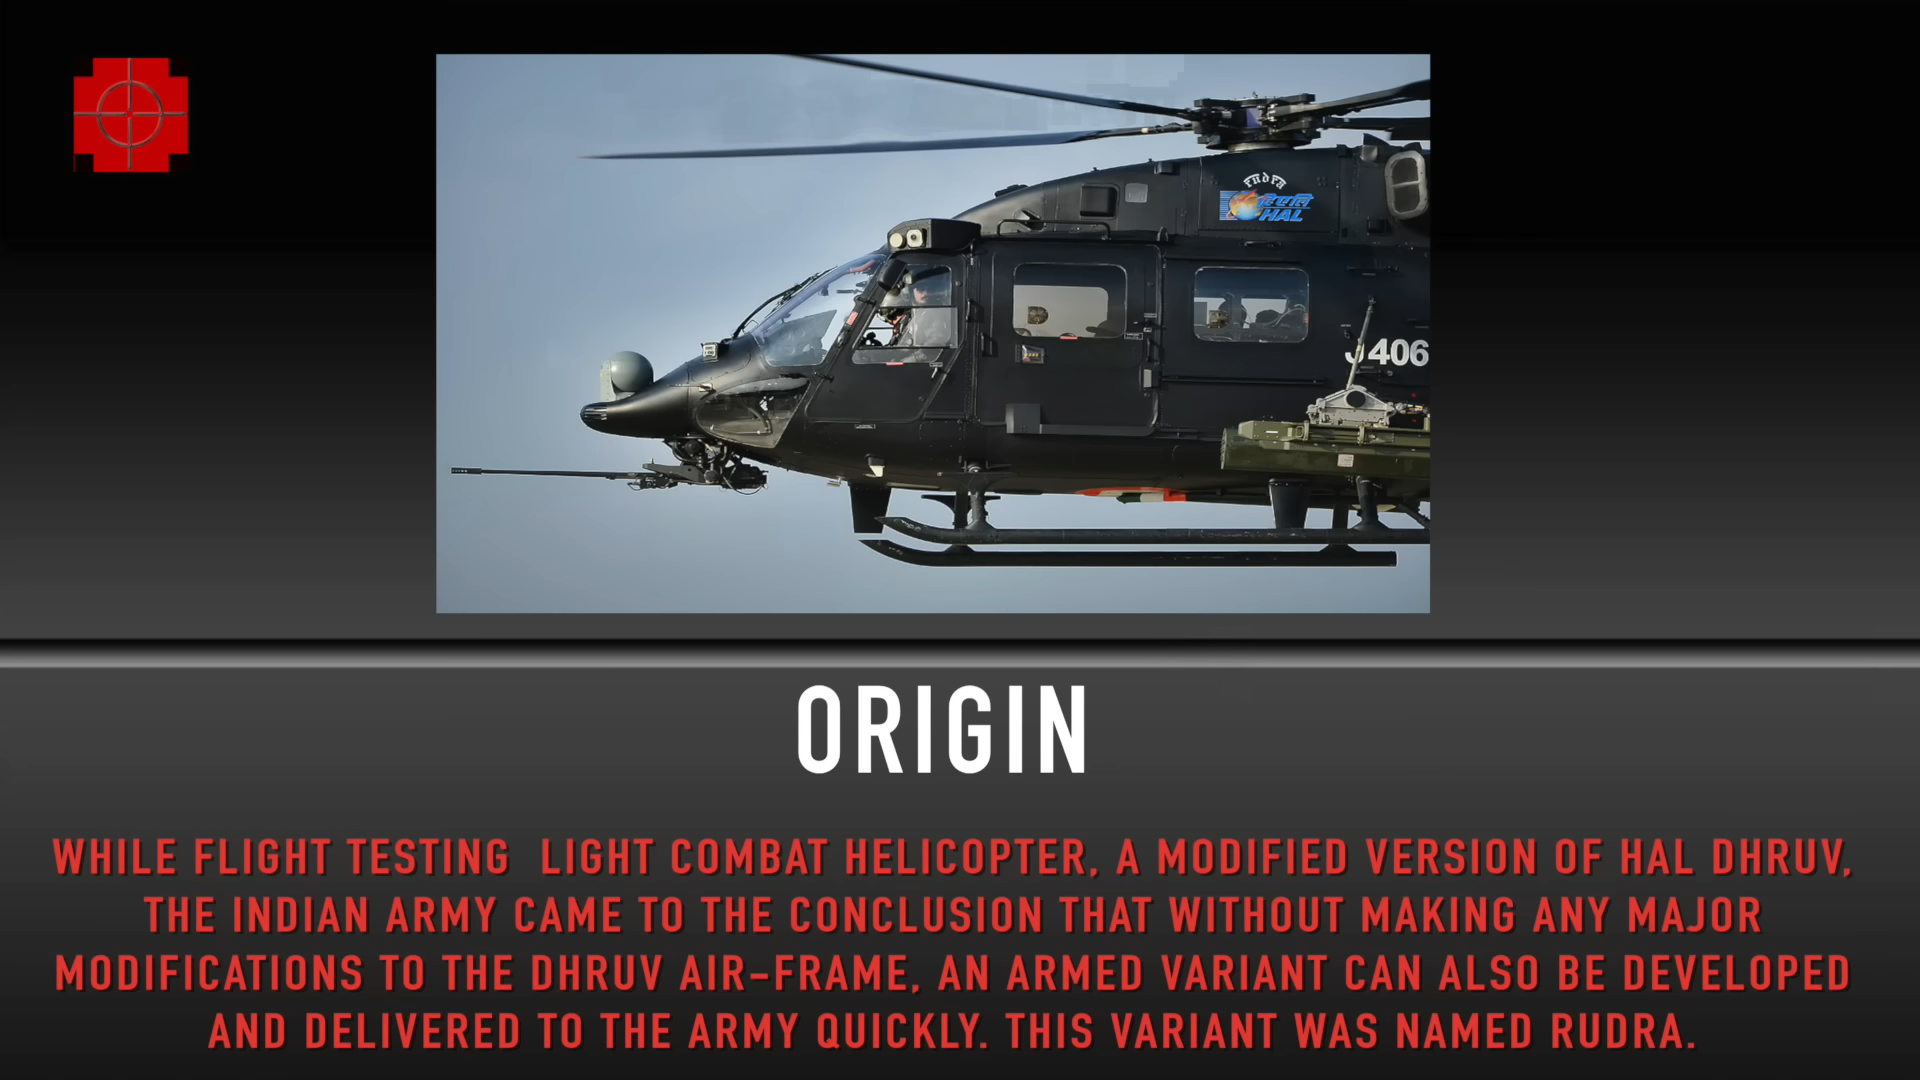 रुद्र
एचएएल
HAL
J 406
ORIGIN
WHILE FLIGHT TESTING LIGHT COMBAT HELICOPTER, A MODIFIED VERSION OF HAL DHRUV,
THE INDIAN ARMY CAME TO THE CONCLUSION THAT WITHOUT MAKING ANY MAJOR
MODIFICATIONS TO THE DHRUV AIR-FRAME, AN ARMED VARIANT CAN ALSO BE DEVELOPED
AND DELIVERED TO THE ARMY QUICKLY. THIS VARIANT WAS NAMED RUDRA.